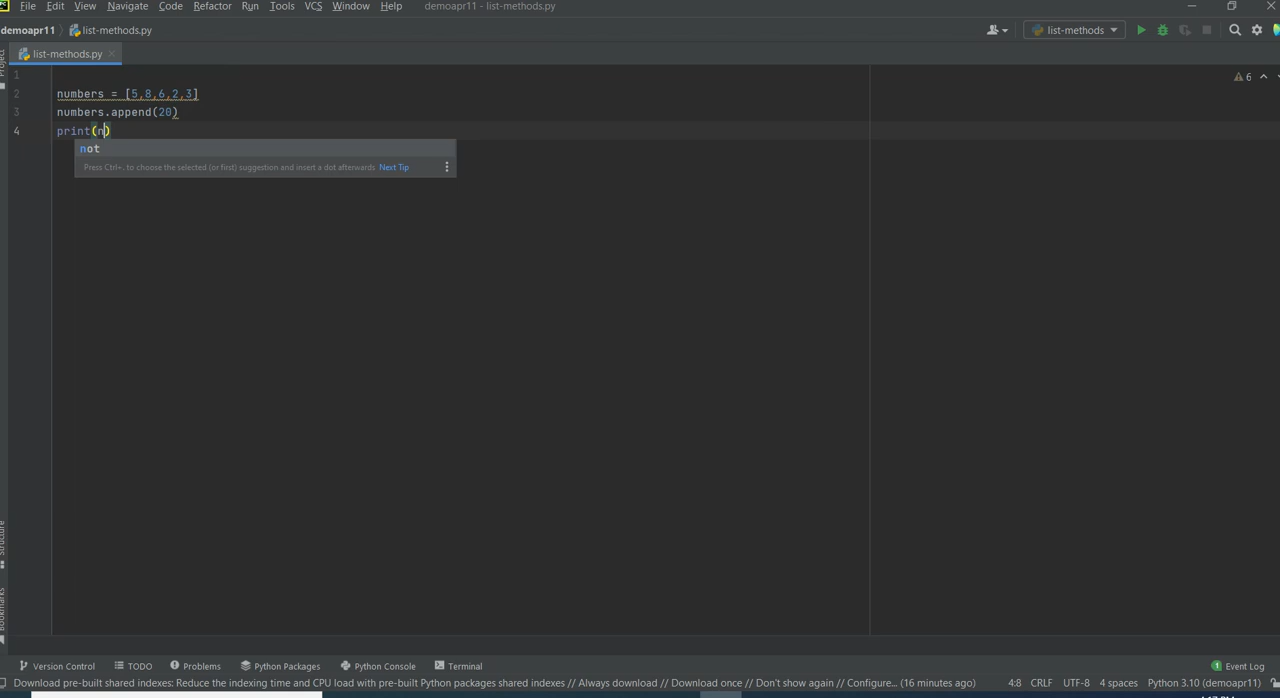 File Edit View Navigate Code Refactor Run Tools VCS Window Help demoapr11 - list-methods.py
demoapr11 list-methods.py list-methods
list-methods.py
Project
1
6
2 numbers = [5,8,6,2,3]
3 numbers.append(20)
4 print(n)
not
Press Ctrl+. to choose the selected (or first) suggestion and insert a dot afterwards Next Tip
Structure
Bookmarks
Version Control TODO Problems Python Packages Python Console Terminal 1 Event Log
Download pre-built shared indexes: Reduce the indexing time and CPU load with pre-built Python packages shared indexes // Always download // Download once // Don't show again // Configure... (16 minutes ago) 4:8 CRLF UTF-8 4 spaces Python 3.10 (demoapr11)